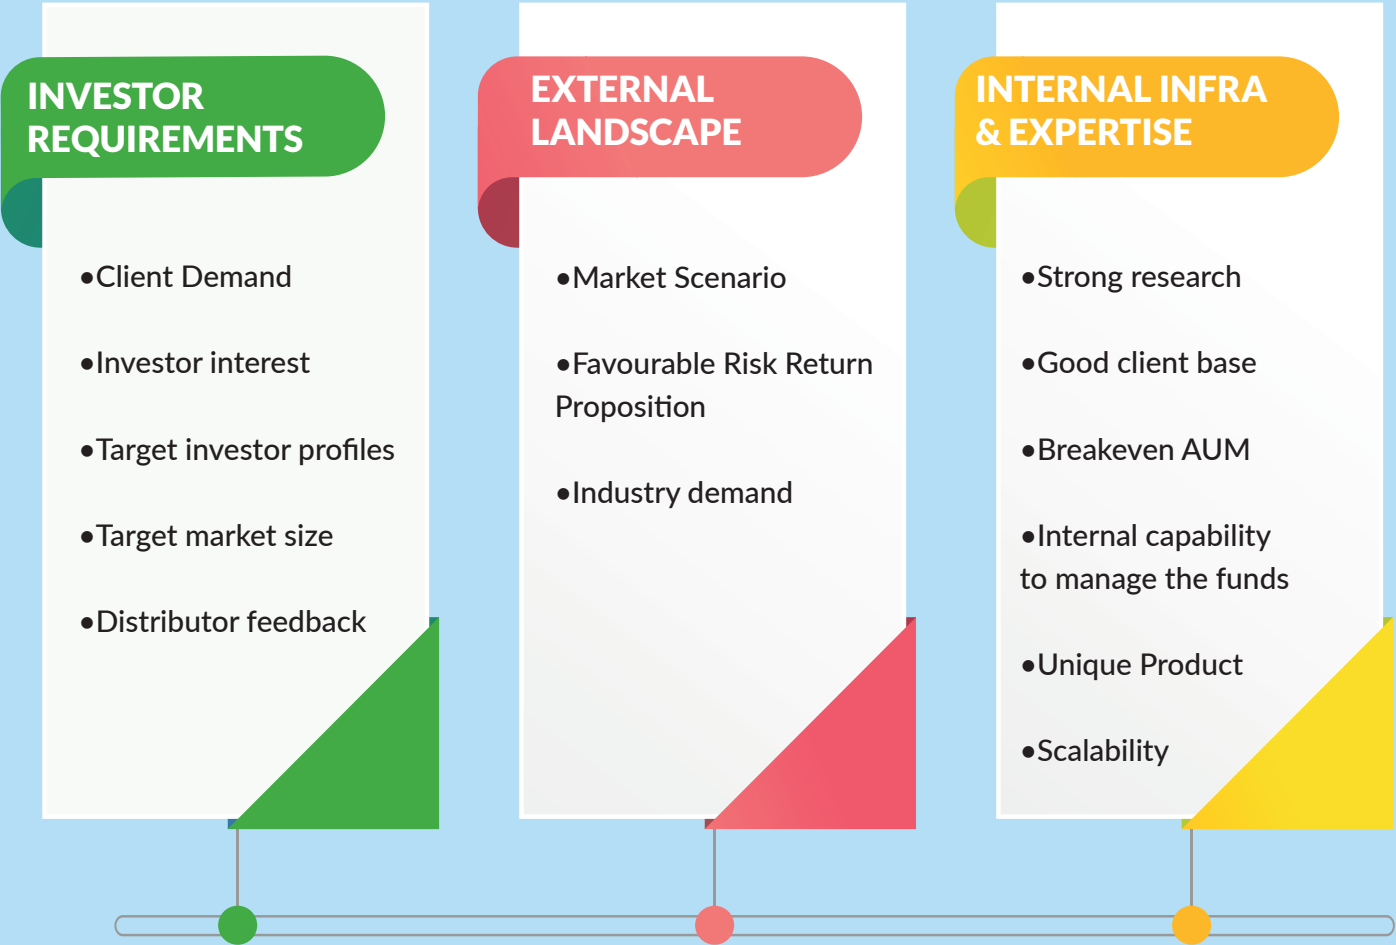 INVESTOR
REQUIREMENTS
•Client Demand
•Investor interest
•Target investor profiles
•Target market size
•Distributor feedback
EXTERNAL
LANDSCAPE
•Market Scenario
•Favourable Risk Return
Proposition
•Industry demand
INTERNAL INFRA
& EXPERTISE
•Strong research
•Good client base
•Breakeven AUM
•Internal capability
to manage the funds
•Unique Product
•Scalability